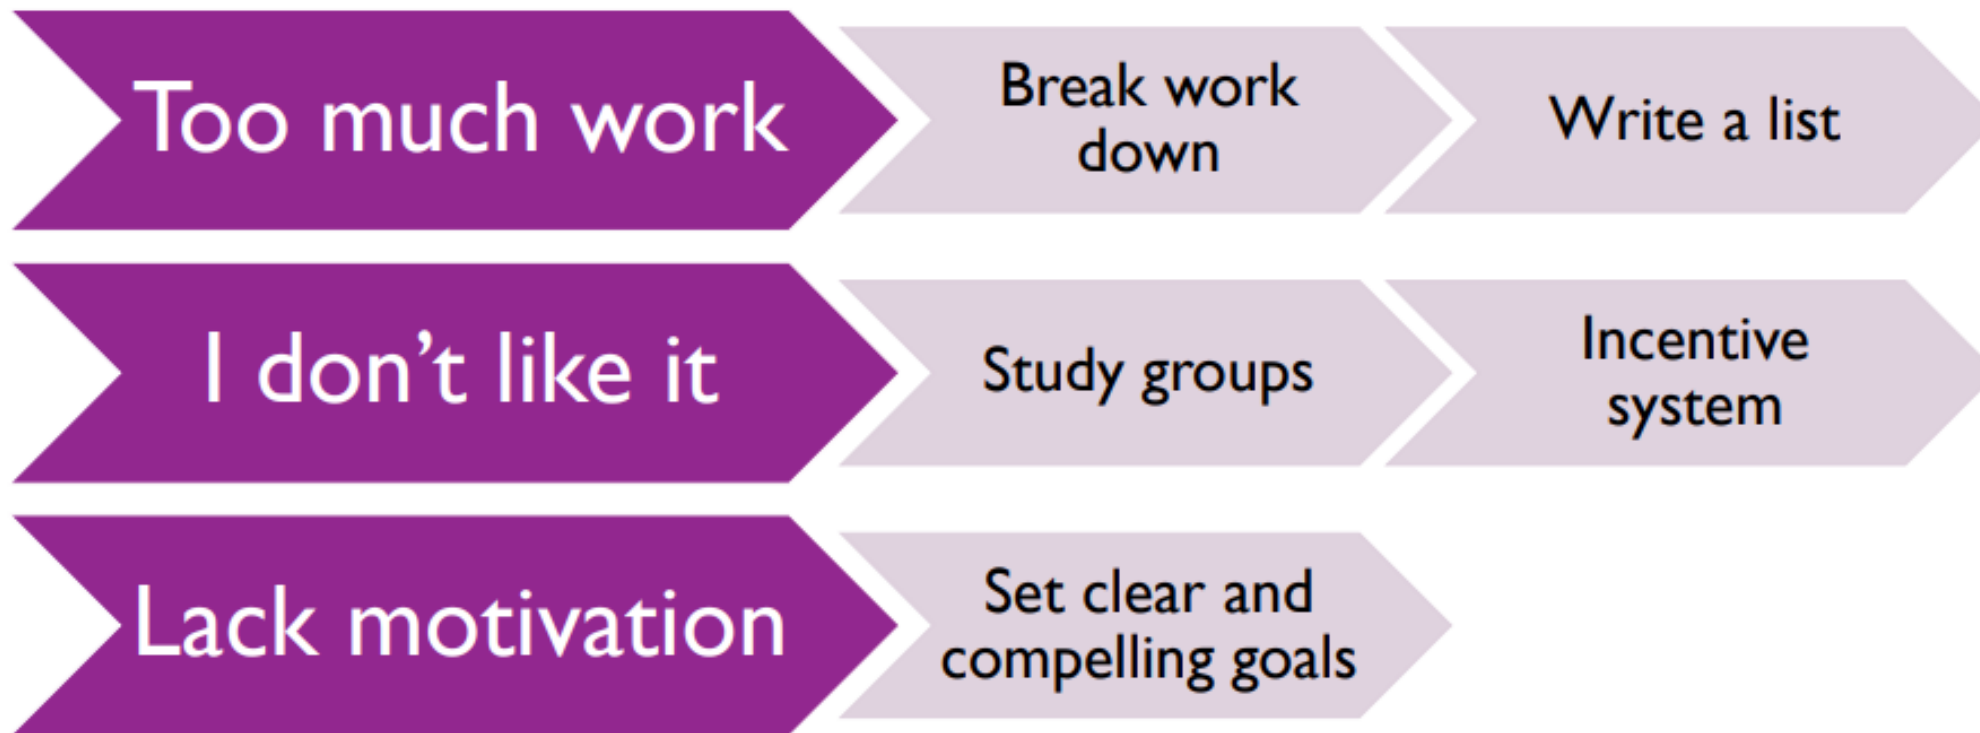 Too much work
Break work
down
Write a list
I don’t like it
Study groups
Incentive
system
Lack motivation
Set clear and
compelling goals